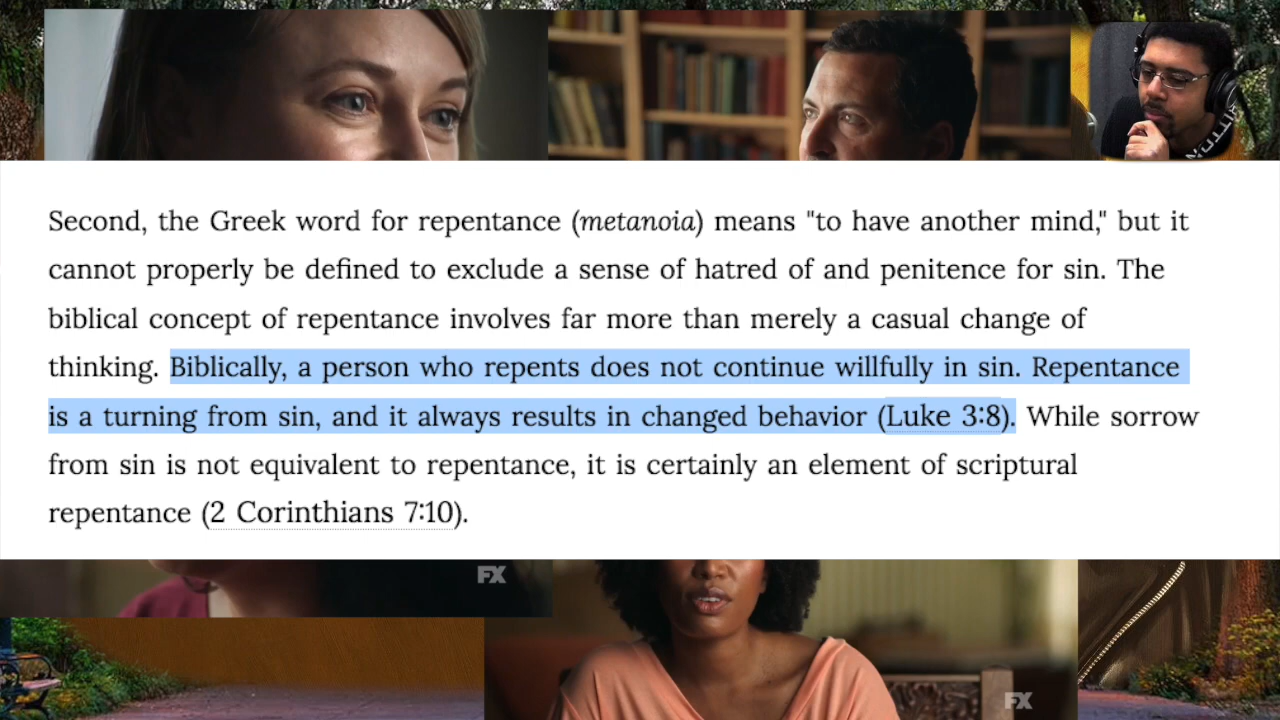 Second, the Greek word for repentance (metanoia) means "to have another mind," but it
cannot properly be defined to exclude a sense of hatred of and penitence for sin. The
biblical concept of repentance involves far more than merely a casual change of
thinking. Biblically, a person who repents does not continue willfully in sin. Repentance
is a turning from sin, and it always results in changed behavior (Luke 3:8). While sorrow
from sin is not equivalent to repentance, it is certainly an element of scriptural
repentance (2 Corinthians 7:10).
FX
FX